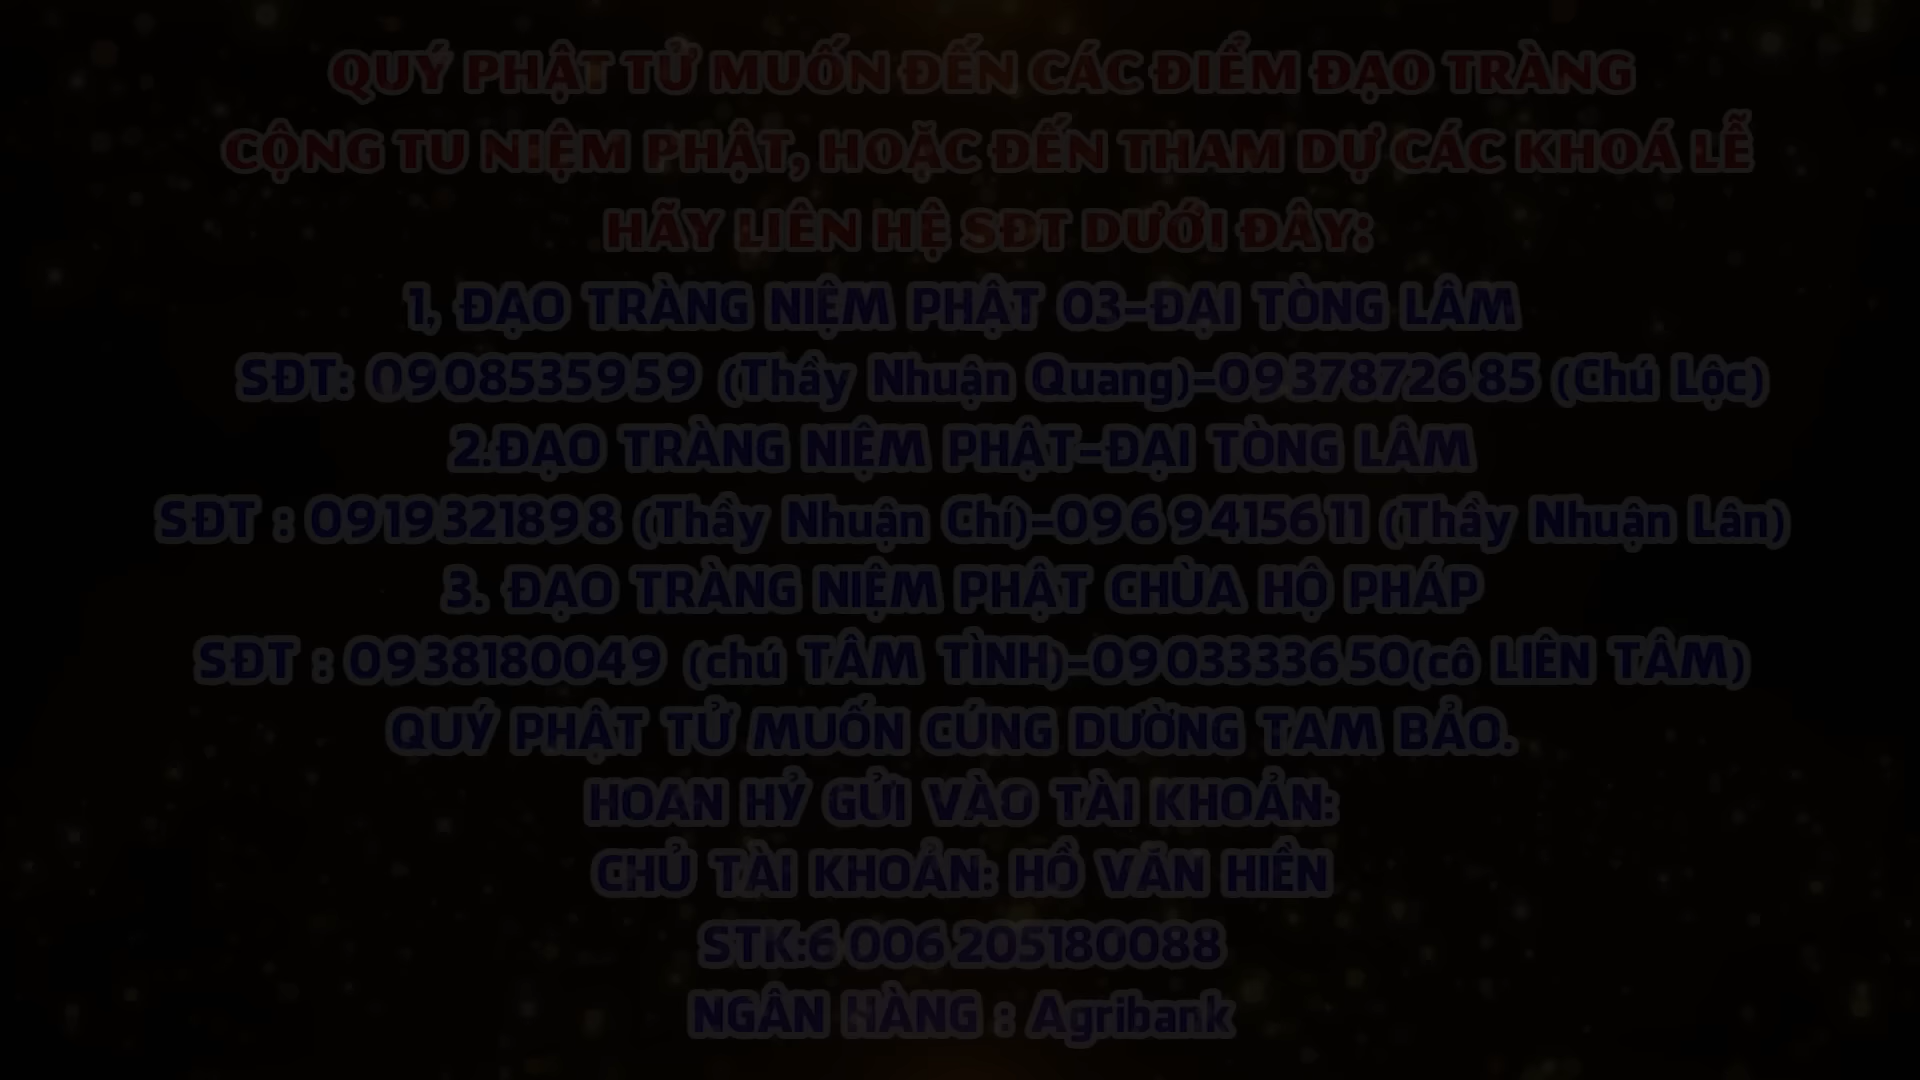 QUÝ PHẬT TỬ MUỐN ĐẾN CÁC ĐIỂM ĐẠO TRÀNG
CỘNG TU NIỆM PHẬT, HOẶC ĐẾN THAM DỰ CÁC KHOÁ LỄ
HÃY LIÊN HỆ SĐT DƯỚI ĐÂY:
1, ĐẠO TRÀNG NIỆM PHẬT 03-ĐẠI TÒNG LÂM
SĐT: 0908535959 (Thầy Nhuận Quang)-0937872685 (Chú Lộc)
2.ĐẠO TRÀNG NIỆM PHẬT-ĐẠI TÒNG LÂM
SĐT : 0919321898 (Thầy Nhuận Chí)-0969415611 (Thầy Nhuận Lân)
3. ĐẠO TRÀNG NIỆM PHẬT CHÙA HỘ PHÁP
SĐT : 0938180049 (chú TÂM TÌNH)-0903333650(cô LIÊN TÂM)
QUÝ PHẬT TỬ MUỐN CÚNG DƯỜNG TAM BẢO.
HOAN HỶ GỬI VÀO TÀI KHOẢN:
CHỦ TÀI KHOẢN: HỒ VĂN HIỀN
STK:6006205180088
NGÂN HÀNG : Agribank